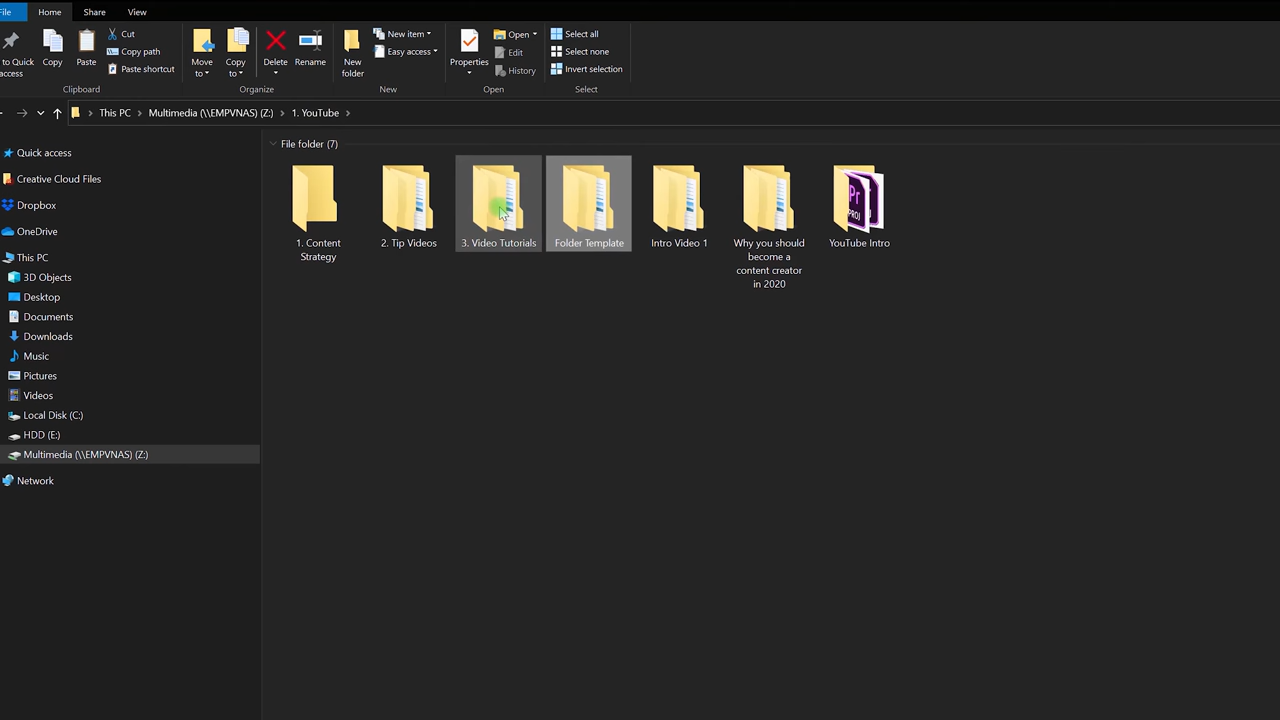 File
Home
Share
View
to Quick
access
Copy
Paste
Cut
Copy path
Paste shortcut
Clipboard
Move
to
Copy
to
Delete
Rename
Organize
New
folder
New item
Easy access
New
Properties
Open
Edit
History
Open
Select all
Select none
Invert selection
Select
This PC
Multimedia (\\EMPVNAS) (Z:)
1. YouTube
Quick access
Creative Cloud Files
Dropbox
OneDrive
This PC
3D Objects
Desktop
Documents
Downloads
Music
Pictures
Videos
Local Disk (C:)
HDD (E:)
Multimedia (\\EMPVNAS) (Z:)
Network
File folder (7)
1. Content
Strategy
2. Tip Videos
3. Video Tutorials
Folder Template
Intro Video 1
Why you should
become a
content creator
in 2020
Pr
PROJ
YouTube Intro